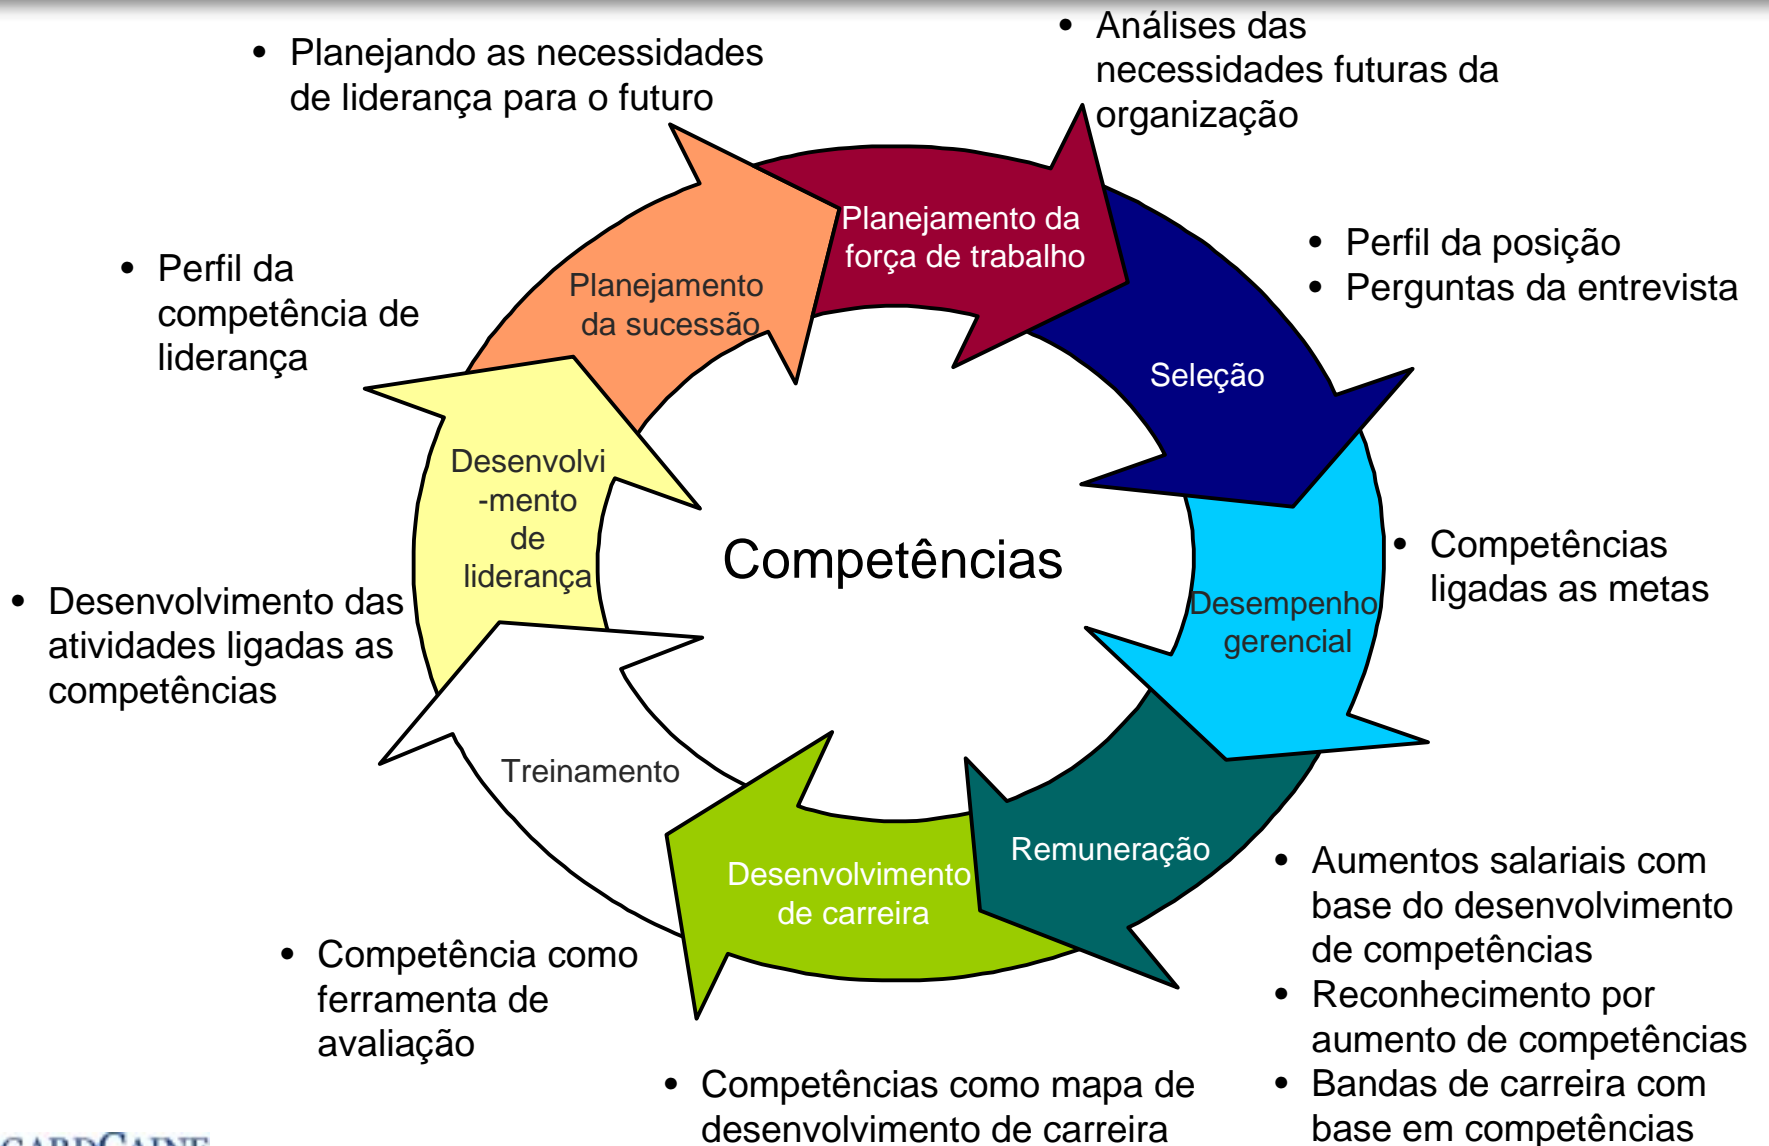 • Planejando as necessidades
de liderança para o futuro
• Análises das
necessidades futuras da
organização
Planejamento da
força de trabalho
• Perfil da posição
• Perguntas da entrevista
• Perfil da
competência de
liderança
Planejamento
da sucessão
Seleção
Desenvolvi
-mento
de
liderança
Competências
• Competências
ligadas as metas
Desempenho
gerencial
• Desenvolvimento das
atividades ligadas as
competências
Treinamento
Remuneração
Desenvolvimento
de carreira
• Aumentos salariais com
base do desenvolvimento
de competências
• Reconhecimento por
aumento de competências
• Bandas de carreira com
base em competências
• Competência como
ferramenta de
avaliação
• Competências como mapa de
desenvolvimento de carreira